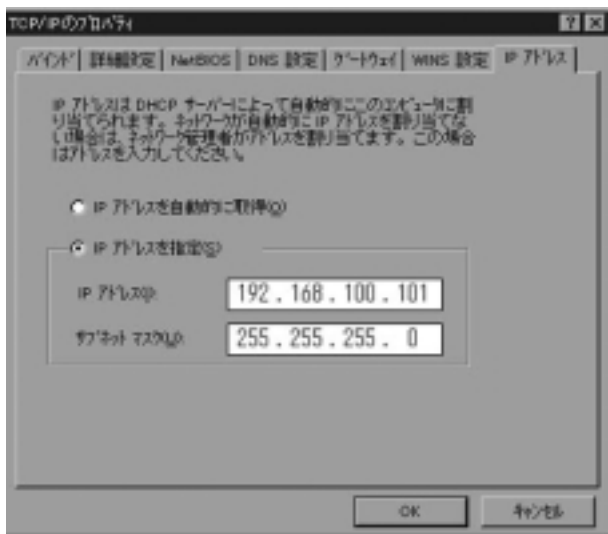 TCP/IPのプロパティ
バインド 詳細設定 NetBIOS DNS 設定 ゲートウェイ WINS 設定 IP アドレス
IP アドレスは DHCP サーバーによって自動的にこのコンピュータに割
り当てられます。ネットワークが自動的に IP アドレスを割り当てな
い場合は、ネットワーク管理者がアドレスを割り当てます。この場合
はアドレスを入力してください。
IP アドレスを自動的に取得(O)
IP アドレスを指定(S)
IP アドレス(I):
192 . 168 . 100 . 101
サブネット マスク(U):
255 . 255 . 255 . 0
OK
キャンセル